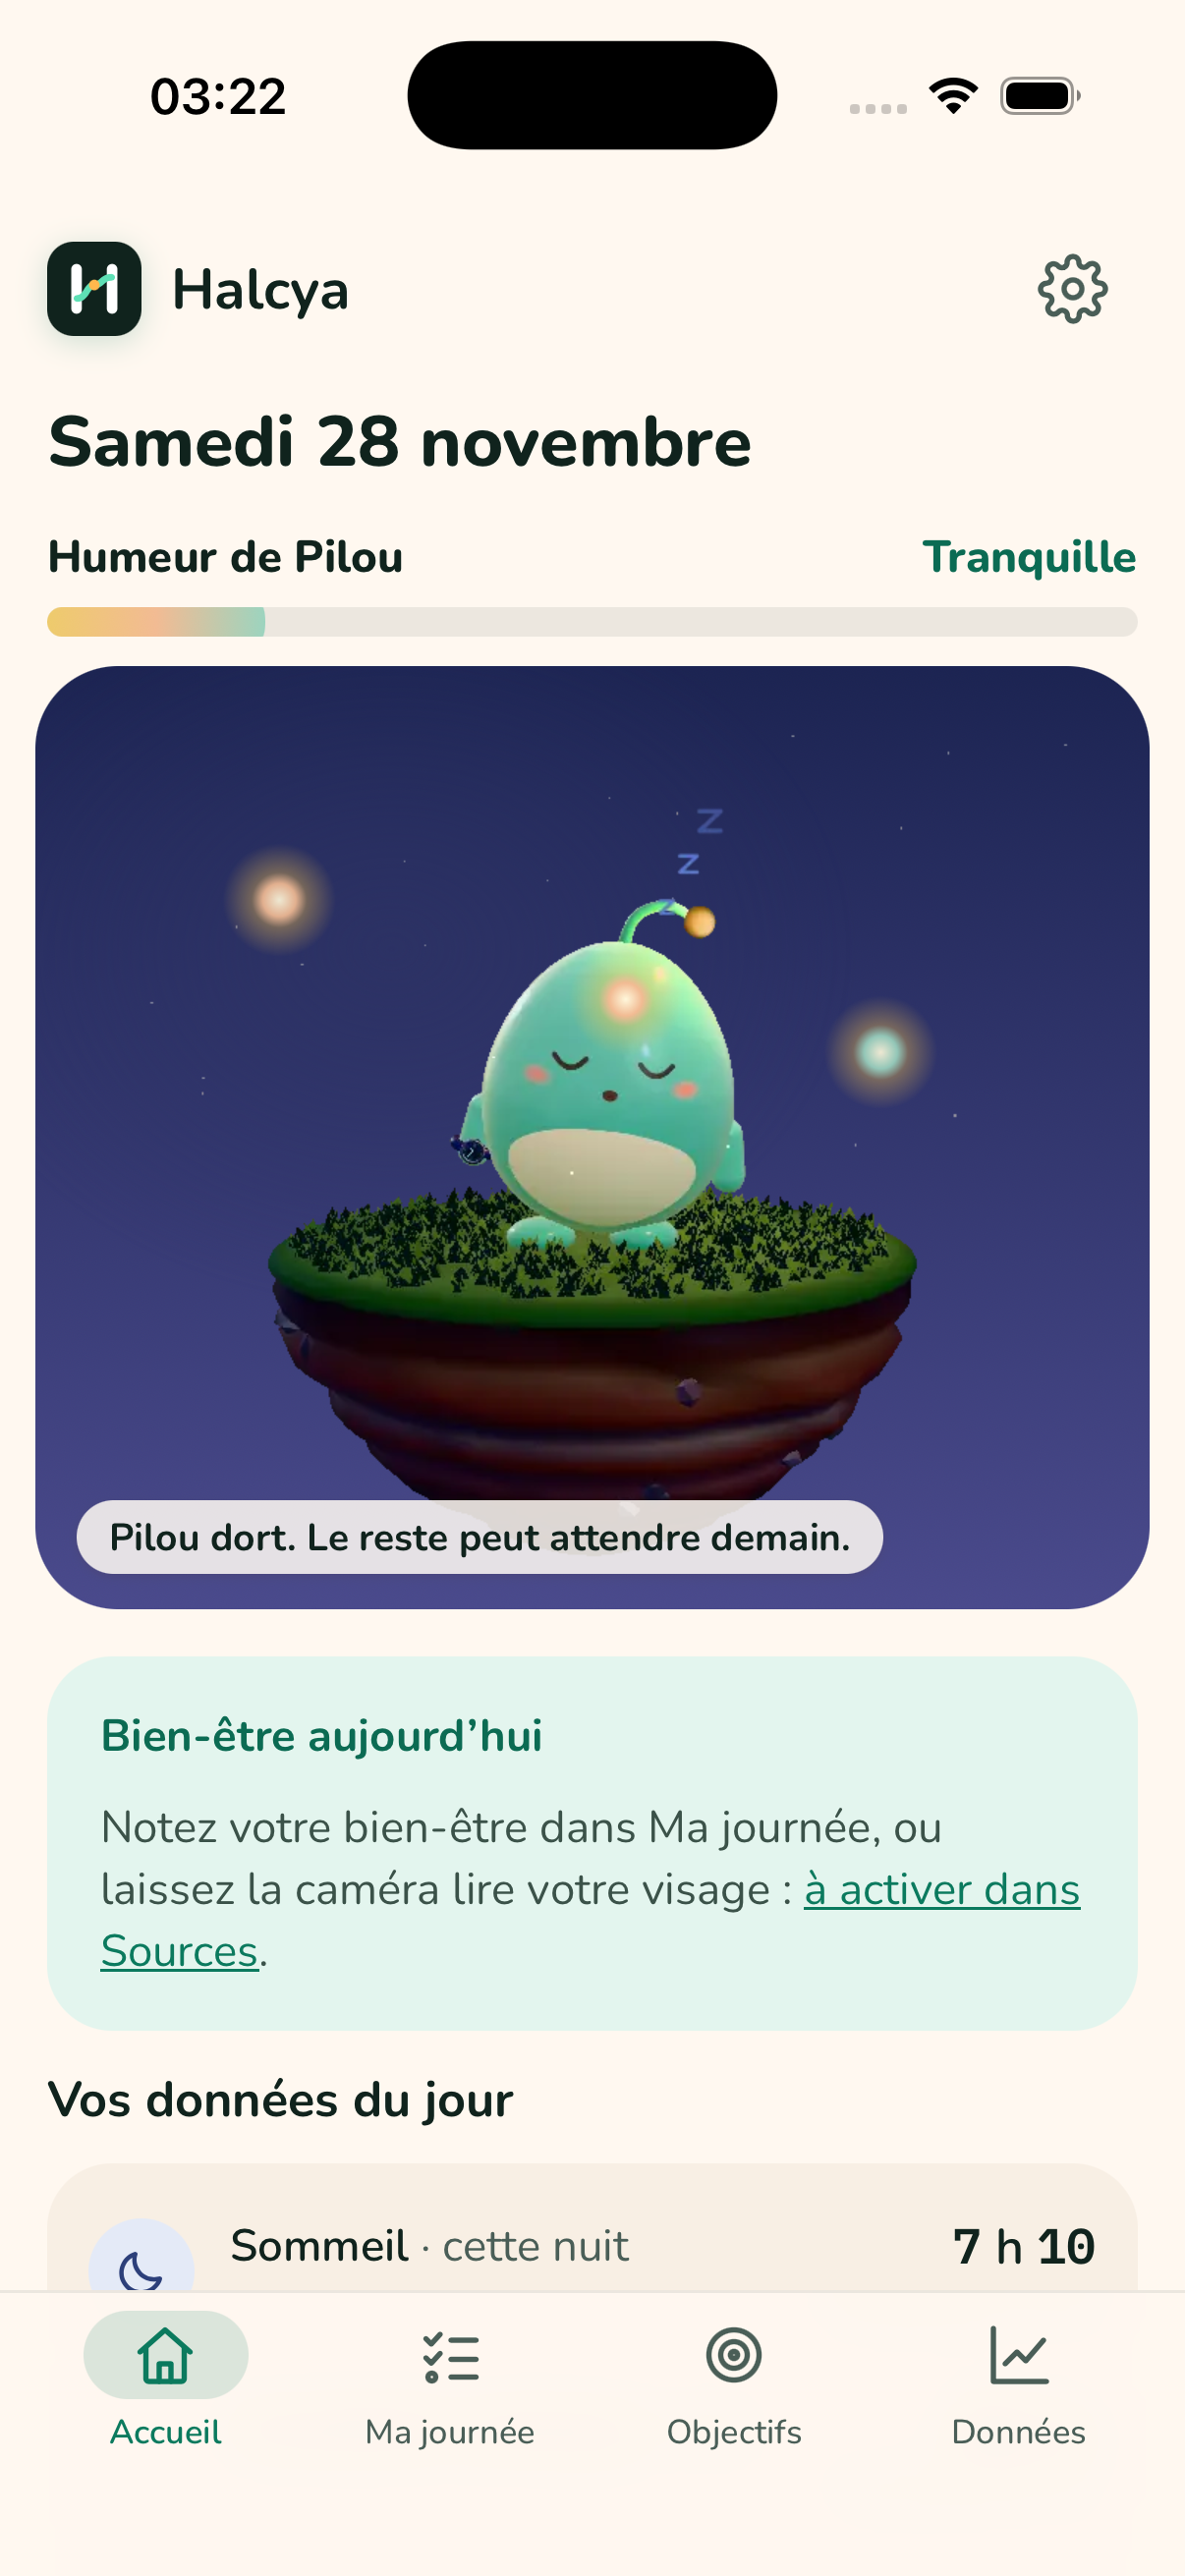 03:22
Halcya
Samedi 28 novembre
Humeur de Pilou
Tranquille
z
z
z
Pilou dort. Le reste peut attendre demain.
Bien-être aujourd’hui
Notez votre bien-être dans Ma journée, ou
laissez la caméra lire votre visage : à activer dans
Sources.
Vos données du jour
Sommeil · cette nuit
7 h 10
Accueil
Ma journée
Objectifs
Données